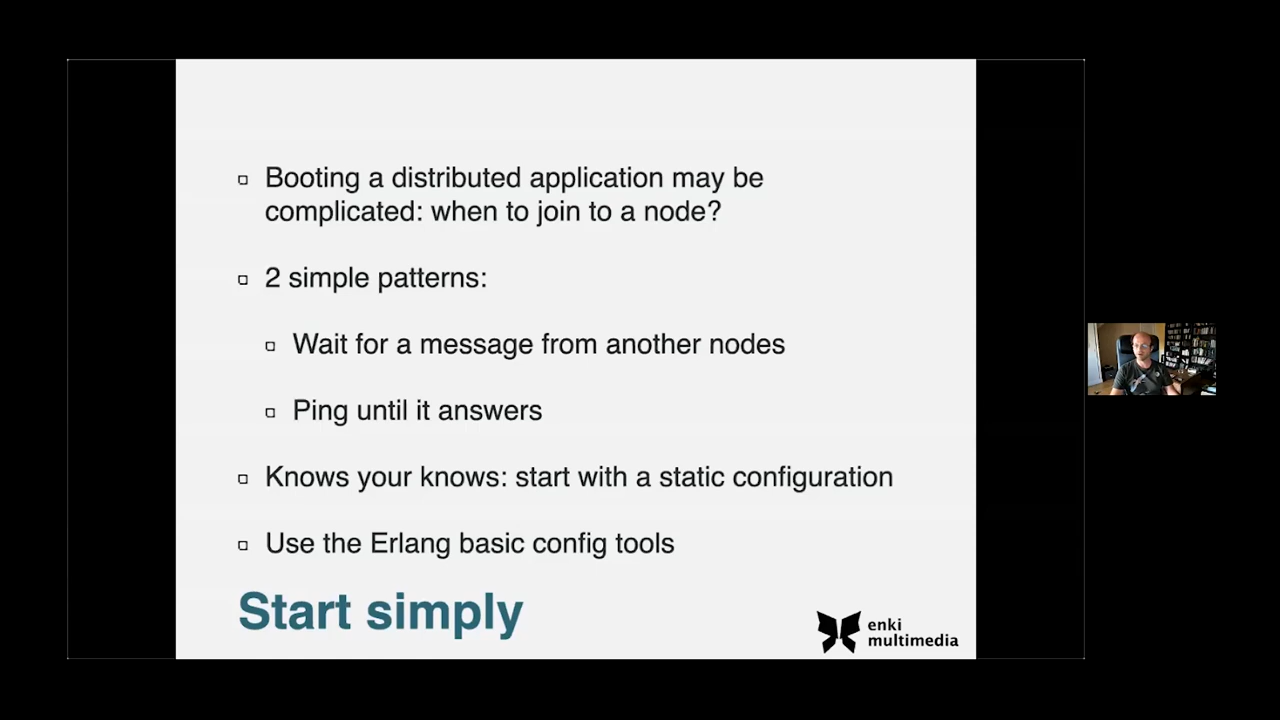 Booting a distributed application may be
complicated: when to join to a node?
2 simple patterns:
Wait for a message from another nodes
Ping until it answers
Knows your knows: start with a static configuration
Use the Erlang basic config tools
Start simply
enki
multimedia